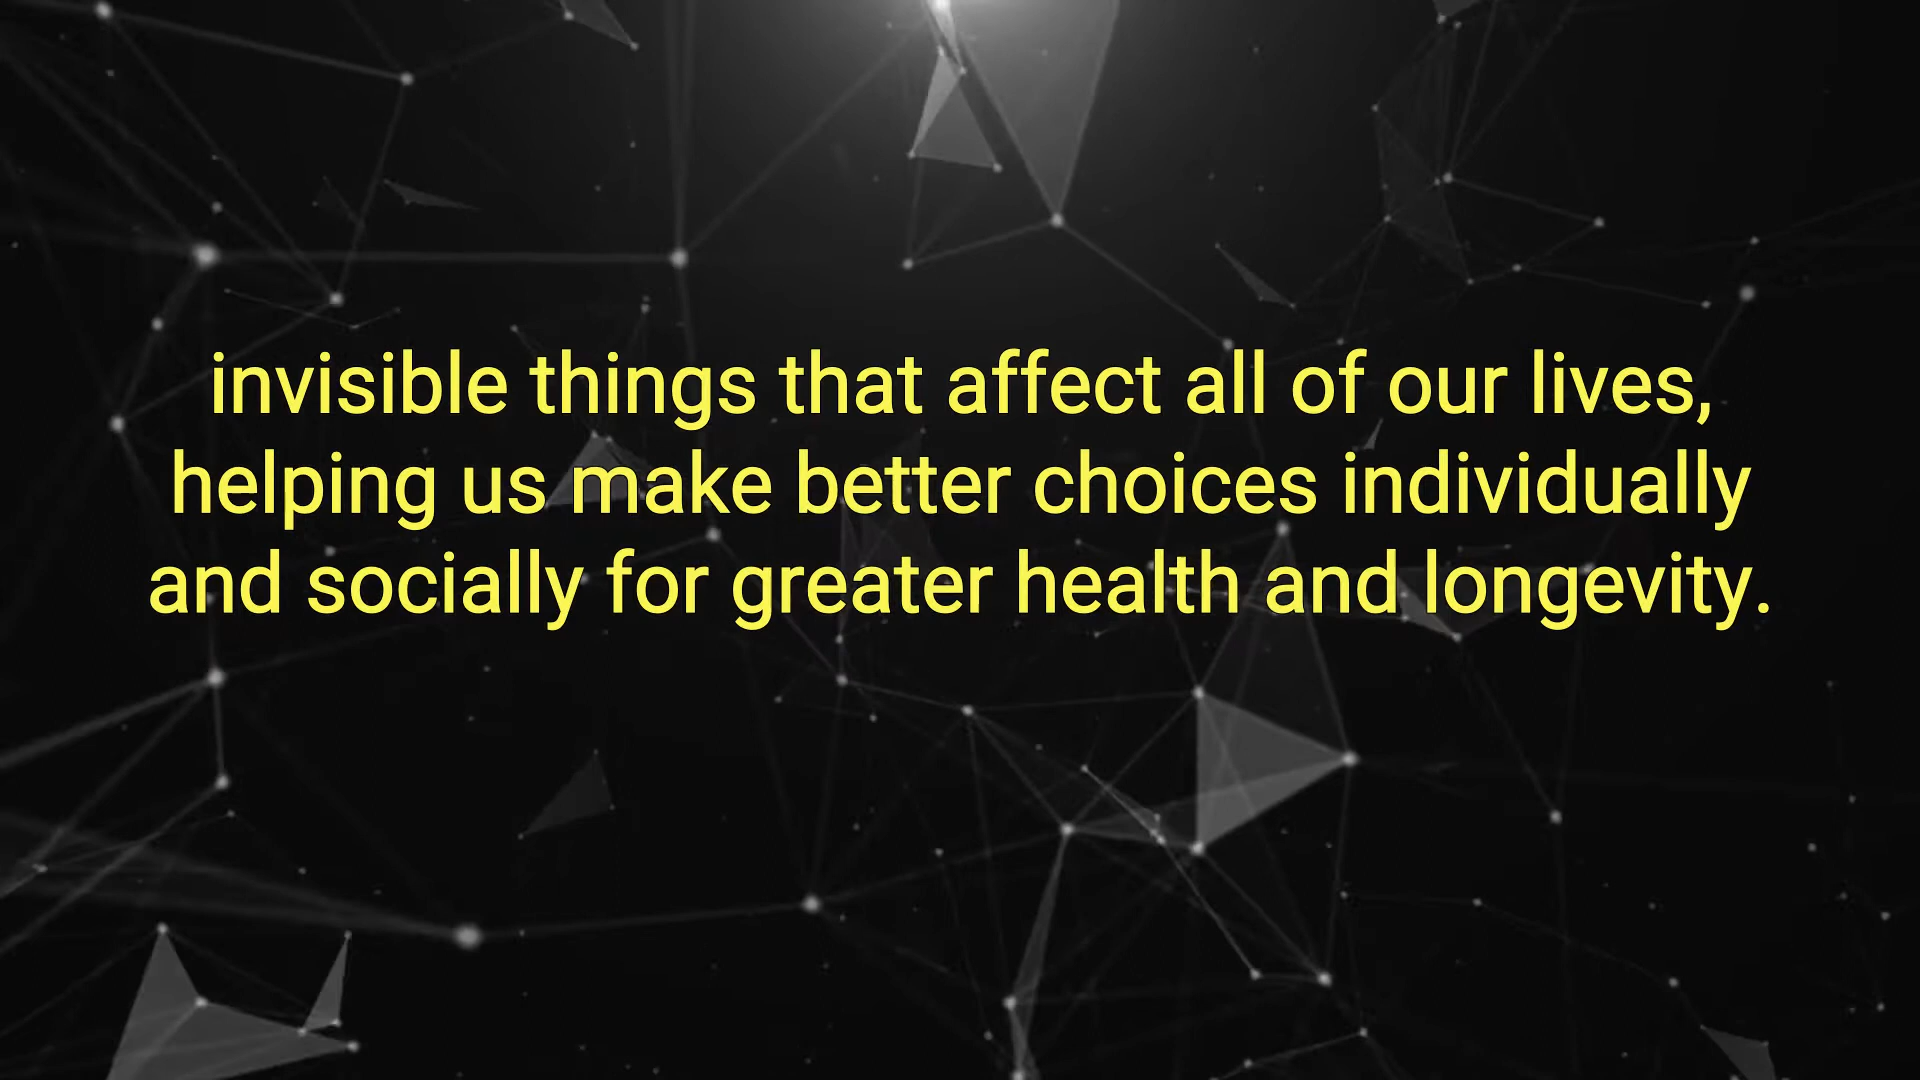 invisible things that affect all of our lives,
helping us make better choices individually
and socially for greater health and longevity.